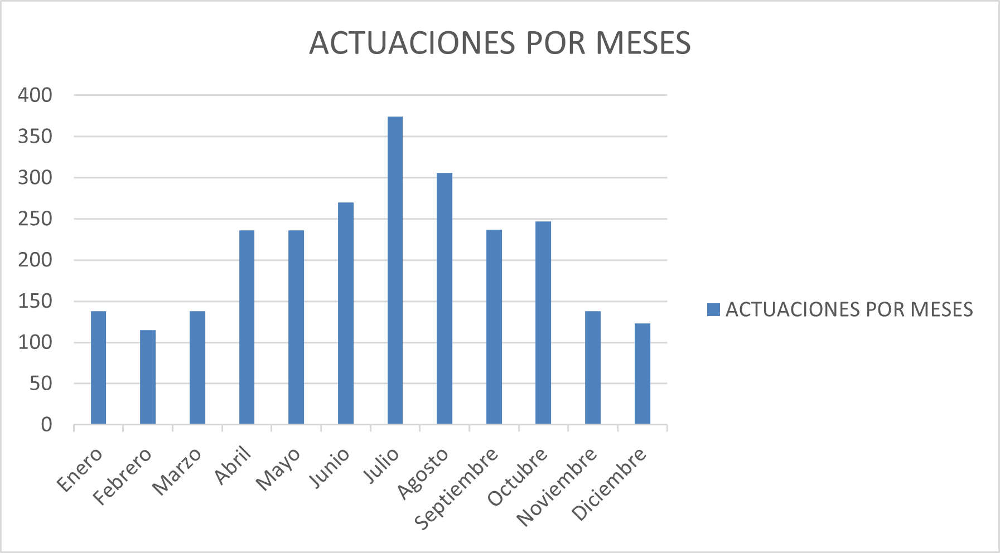 ACTUACIONES POR MESES
400
350
300
250
200
150
100
50
0
Enero
Febrero
Marzo
Abril
Mayo
Junio
Julio
Agosto
Septiembre
Octubre
Noviembre
Diciembre
ACTUACIONES POR MESES